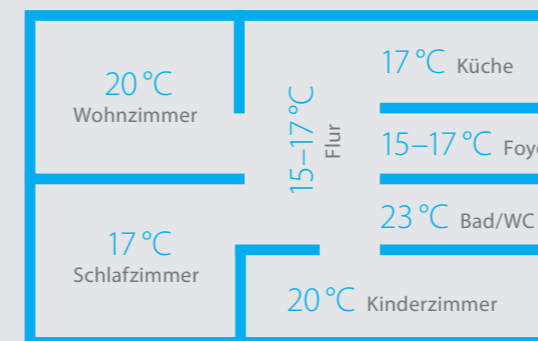 20 °C
Wohnzimmer
15–17 °C
Flur
17 °C Küche
15–17 °C
23 °C Bad/WC
17 °C
Schlafzimmer
20 °C Kinderzimmer